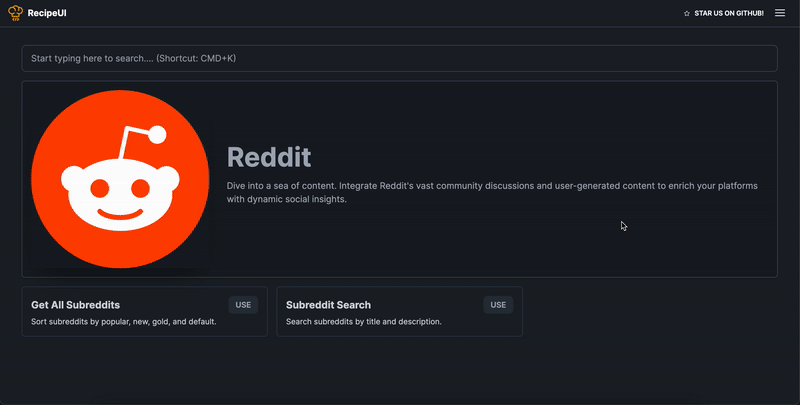 RecipeUI
STAR US ON GITHUB!
Start typing here to search.... (Shortcut: CMD+K)
Reddit
Dive into a sea of content. Integrate Reddit's vast community discussions and user-generated content to enrich your platforms
with dynamic social insights.
Get All Subreddits
USE
Sort subreddits by popular, new, gold, and default.
Subreddit Search
USE
Search subreddits by title and description.